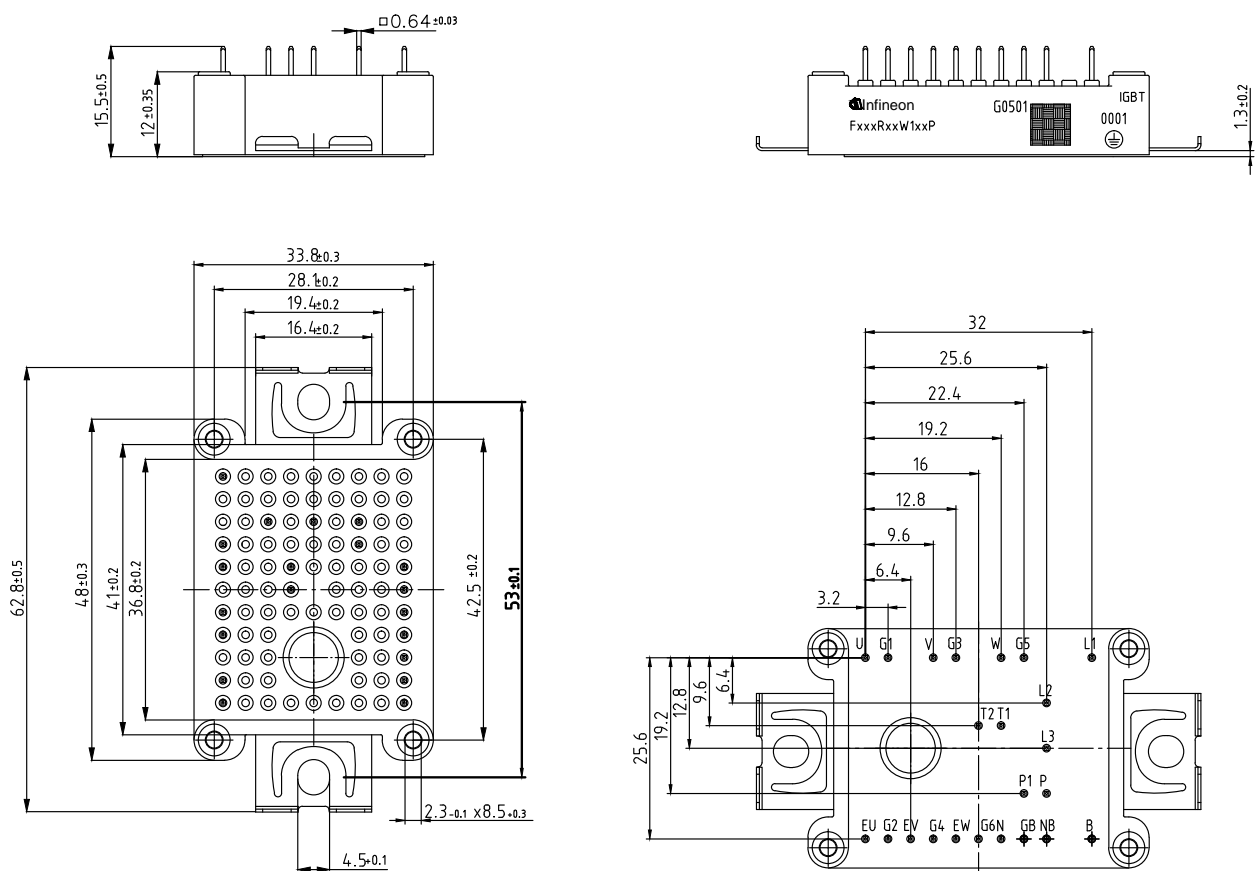 □0.64±0.03
15.5±0.5
12±0.35
Infineon
FxxxRxxW1xxP
G0501
IGBT
0001
1.3±0.2
33.8±0.3
28.1±0.2
19.4±0.2
16.4±0.2
62.8±0.5
48±0.3
41±0.2
36.8±0.2
42.5 ±0.2
53±0.1
2.3-0.1 x8.5+0.3
4.5+0.1
32
25.6
22.4
19.2
16
12.8
9.6
6.4
3.2
U G1 V G3 W G5 L1
25.6
19.2
12.8
9.6
6.4
L2
T2 T1
L3
P1 P
EU G2 EV G4 EW G6 N GB NB B